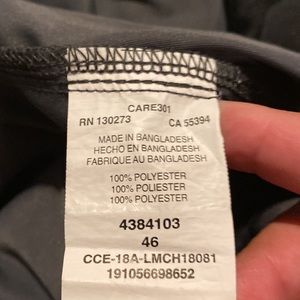 CARE301
RN 130273 CA 55394
MADE IN BANGLADESH
HECHO EN BANGLADESH
FABRIQUE AU BANGLADESH
100% POLYESTER
100% POLYESTER
100% POLYESTER
4384103
46
CCE-18A-LMCH18081
191056698652